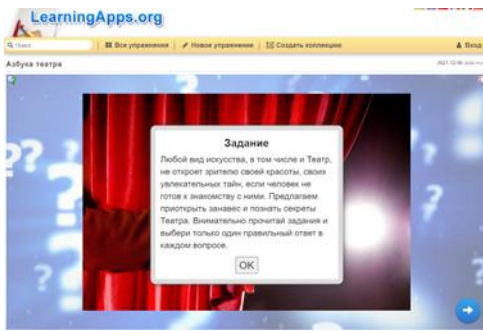 LearningApps.org
Все упражнения
Новое упражнение
Создать коллекцию
Вход
Азбука театра
Задание
Любой вид искусства, в том числе и Театр,
не откроет зрителю своей красоты, своих
увлекательных тайн, если человек не
готов к знакомству с ними. Предлагаем
приоткрыть занавес и познать секреты
Театра. Внимательно прочитай задания и
выбери только один правильный ответ в
каждом вопросе.
OK